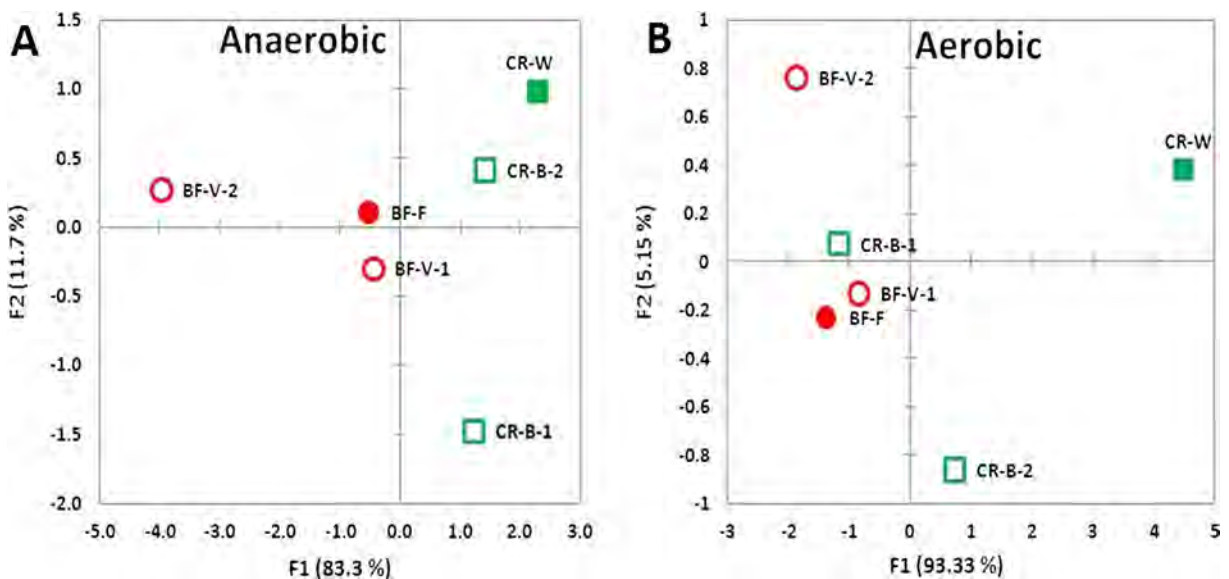 A
Anaerobic
1.5
1.0
0.5
0.0
-0.5
-1.0
-1.5
-2.0
F2 (11.7 %)
CR-W
CR-B-2
BF-V-2
BF-F
BF-V-1
CR-B-1
-5.0 -4.0 -3.0 -2.0 -1.0 0.0 1.0 2.0 3.0
F1 (83.3 %)
B
Aerobic
1
0.8
0.6
0.4
0.2
0
-0.2
-0.4
-0.6
-0.8
-1
F2 (5.15 %)
BF-V-2
CR-W
CR-B-1
BF-V-1
BF-F
CR-B-2
-3 -2 -1 0 1 2 3 4 5
F1 (93.33 %)